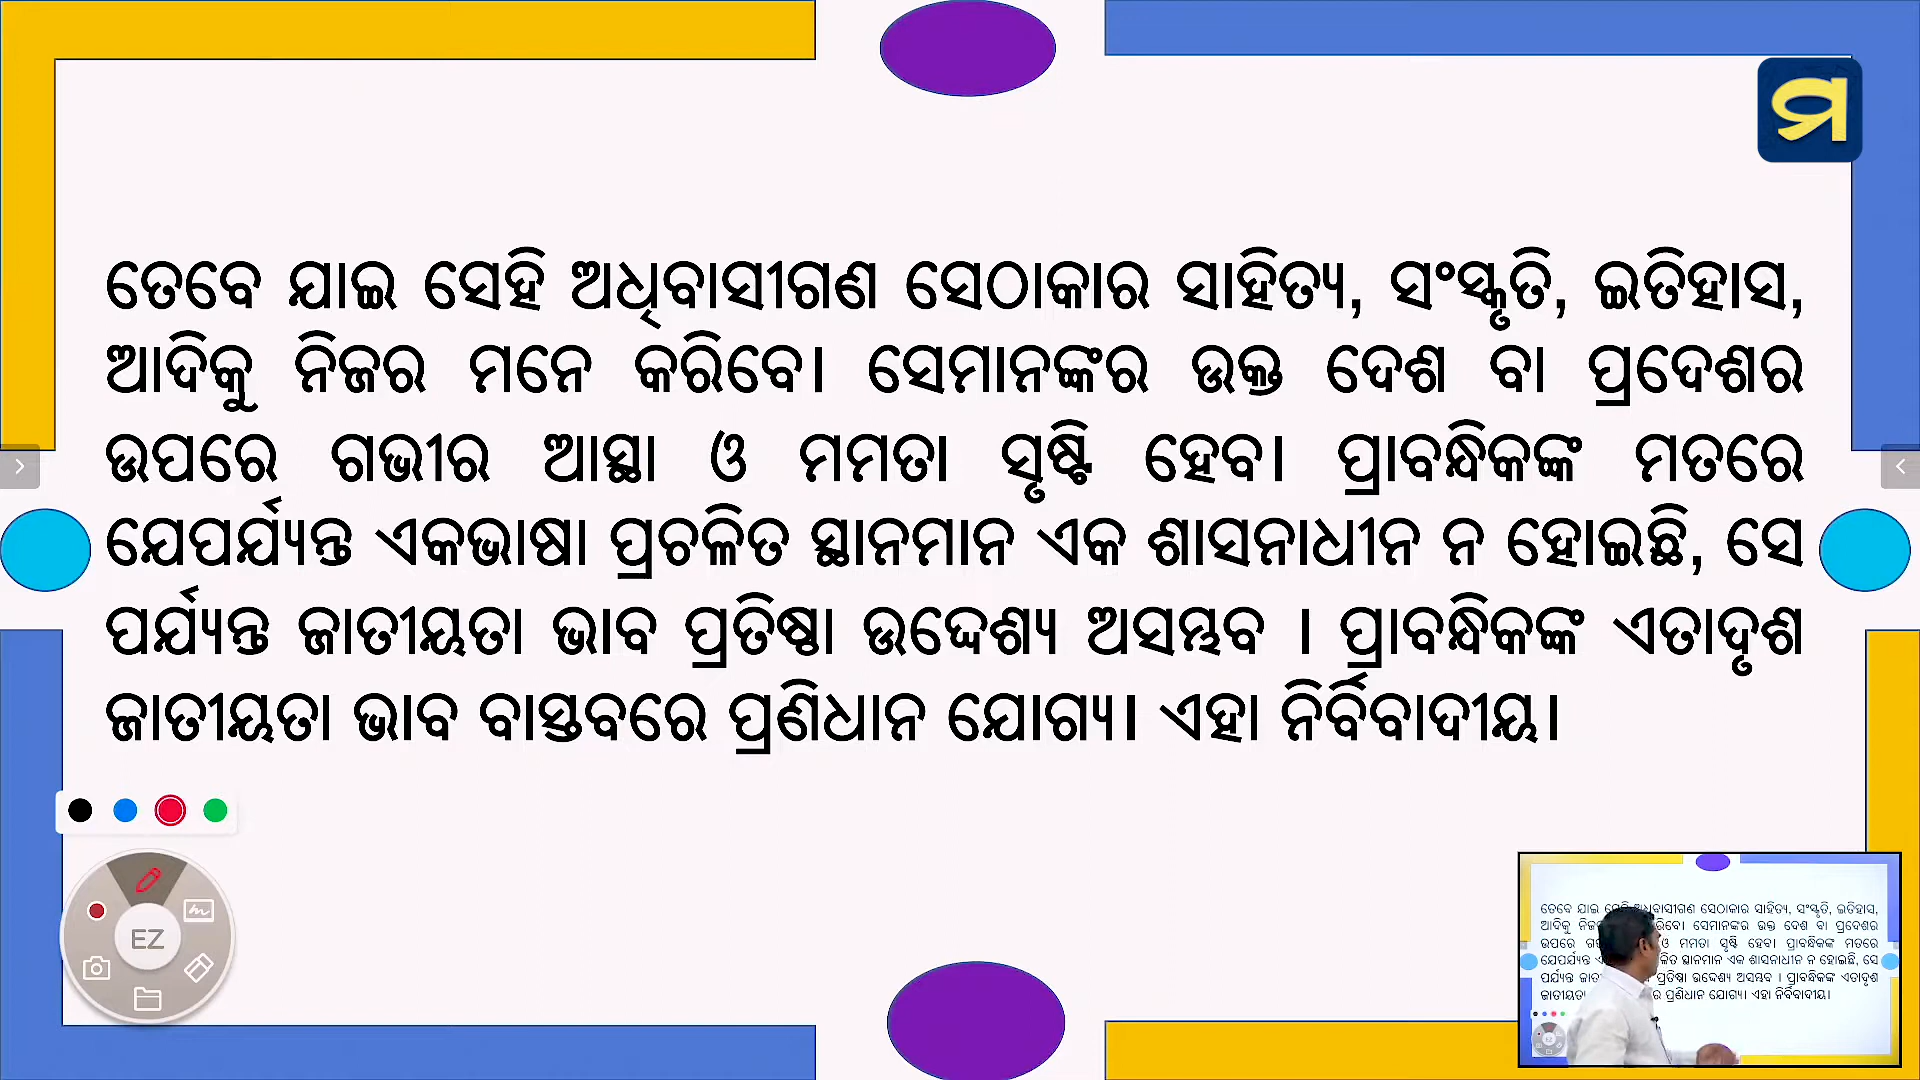 ମ
ତେବେ ଯାଇ ସେହି ଅଧିବାସୀଗଣ ସେଠାକାର ସାହିତ୍ୟ, ସଂସ୍କୃତି, ଇତିହାସ,
ଆଦିକୁ ନିଜର ମନେ କରିବେ। ସେମାନଙ୍କର ଉକ୍ତ ଦେଶ ବା ପ୍ରଦେଶର
ଉପରେ ଗଭୀର ଆସ୍ଥା ଓ ମମତା ସୃଷ୍ଟି ହେବ। ପ୍ରାବନ୍ଧିକଙ୍କ ମତରେ
ଯେପର୍ଯ୍ୟନ୍ତ ଏକଭାଷା ପ୍ରଚଳିତ ସ୍ଥାନମାନ ଏକ ଶାସନାଧୀନ ନ ହୋଇଛି, ସେ
ପର୍ଯ୍ୟନ୍ତ ଜାତୀୟତା ଭାବ ପ୍ରତିଷ୍ଠା ଉଦ୍ଦେଶ୍ୟ ଅସମ୍ଭବ । ପ୍ରାବନ୍ଧିକଙ୍କ ଏତାଦୃଶ
ଜାତୀୟତା ଭାବ ବାସ୍ତବରେ ପ୍ରଣିଧାନ ଯୋଗ୍ୟ। ଏହା ନିର୍ବିବାଦୀୟ।
EZ